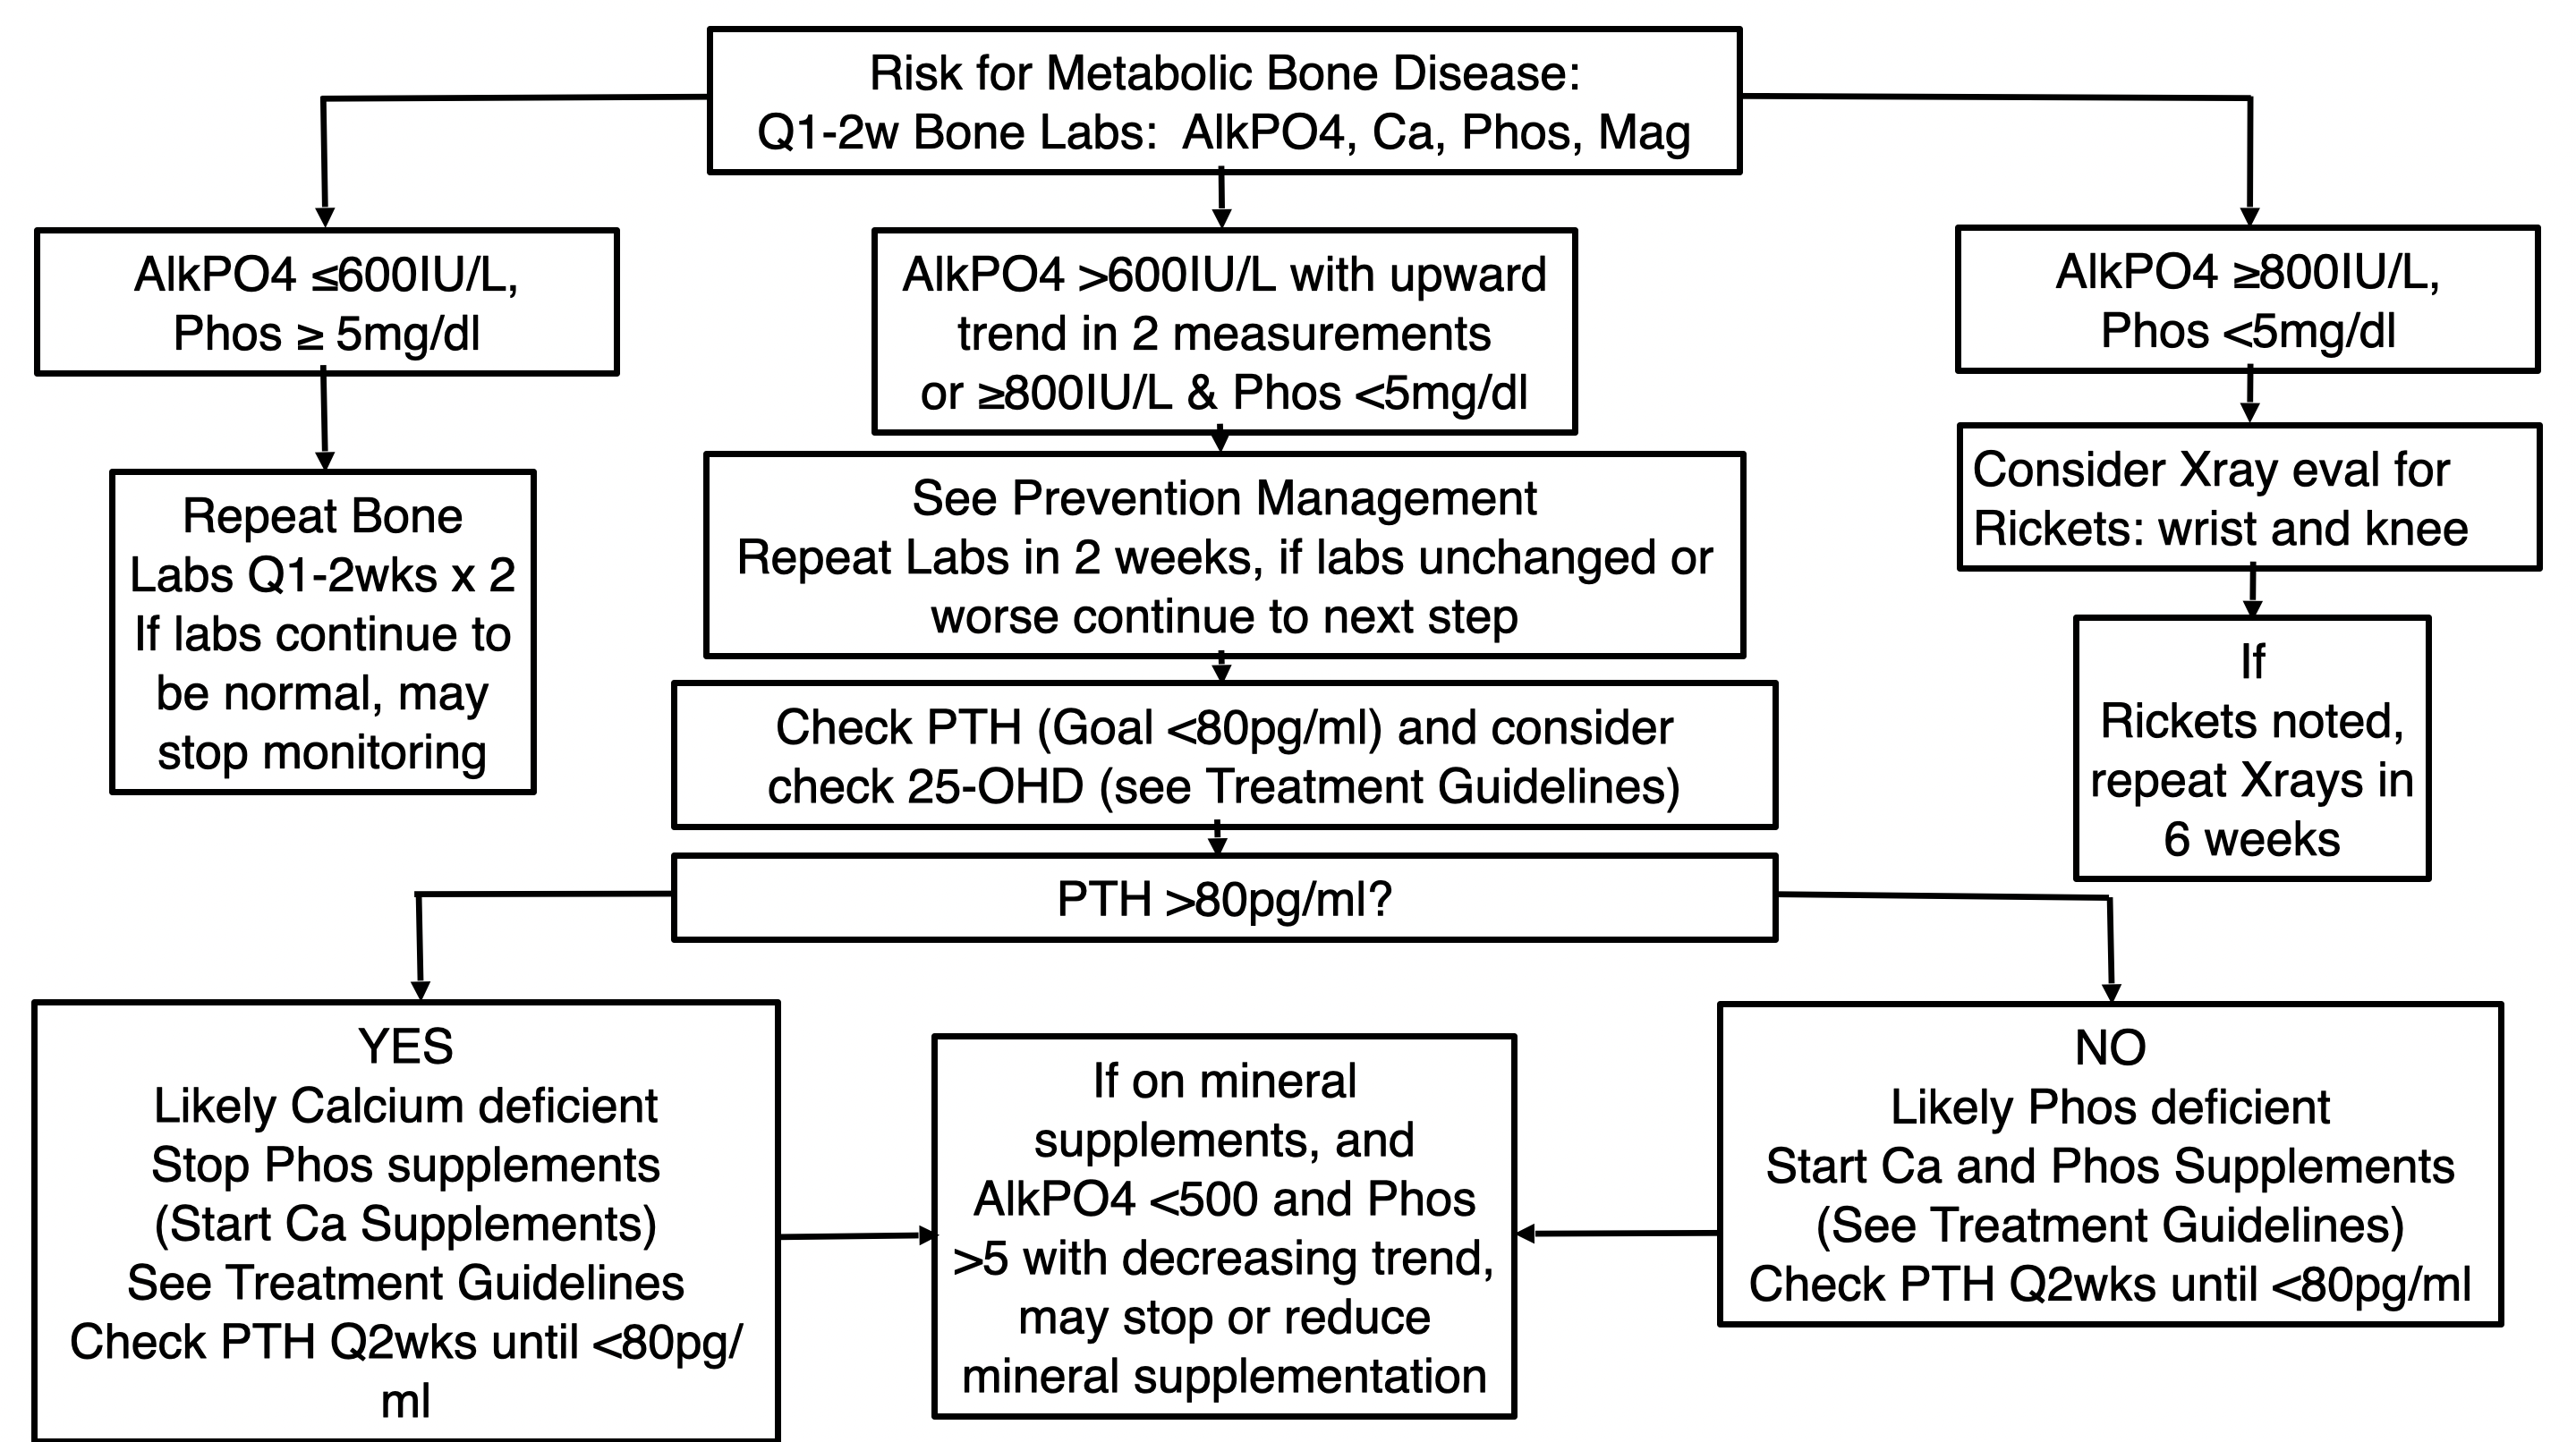 Risk for Metabolic Bone Disease:
Q1-2w Bone Labs:  AlkPO4, Ca, Phos, Mag
AlkPO4 ≤600IU/L,
Phos ≥ 5mg/dl
AlkPO4 >600IU/L with upward
trend in 2 measurements
or ≥800IU/L & Phos <5mg/dl
AlkPO4 ≥800IU/L,
Phos <5mg/dl
Repeat Bone
Labs Q1-2wks x 2
If labs continue to
be normal, may
stop monitoring
See Prevention Management
Repeat Labs in 2 weeks, if labs unchanged or
worse continue to next step
Consider Xray eval for
Rickets: wrist and knee
If
Rickets noted,
repeat Xrays in
6 weeks
Check PTH (Goal <80pg/ml) and consider
check 25-OHD (see Treatment Guidelines)
PTH >80pg/ml?
YES
Likely Calcium deficient
Stop Phos supplements
(Start Ca Supplements)
See Treatment Guidelines
Check PTH Q2wks until <80pg/
ml
If on mineral
supplements, and
AlkPO4 <500 and Phos
>5 with decreasing trend,
may stop or reduce
mineral supplementation
NO
Likely Phos deficient
Start Ca and Phos Supplements
(See Treatment Guidelines)
Check PTH Q2wks until <80pg/ml